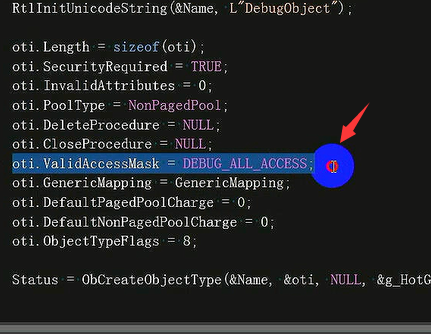 RtlInitUnicodeString(&Name, L"DebugObject");
oti.Length = sizeof(oti);
oti.SecurityRequired = TRUE;
oti.InvalidAttributes = 0;
oti.PoolType = NonPagedPool;
oti.DeleteProcedure = NULL;
oti.CloseProcedure = NULL;
oti.ValidAccessMask = DEBUG_ALL_ACCESS;
oti.GenericMapping = GenericMapping;
oti.DefaultPagedPoolCharge = 0;
oti.DefaultNonPagedPoolCharge = 0;
oti.ObjectTypeFlags = 8;
Status = ObCreateObjectType(&Name, &oti, NULL, &g_HotG